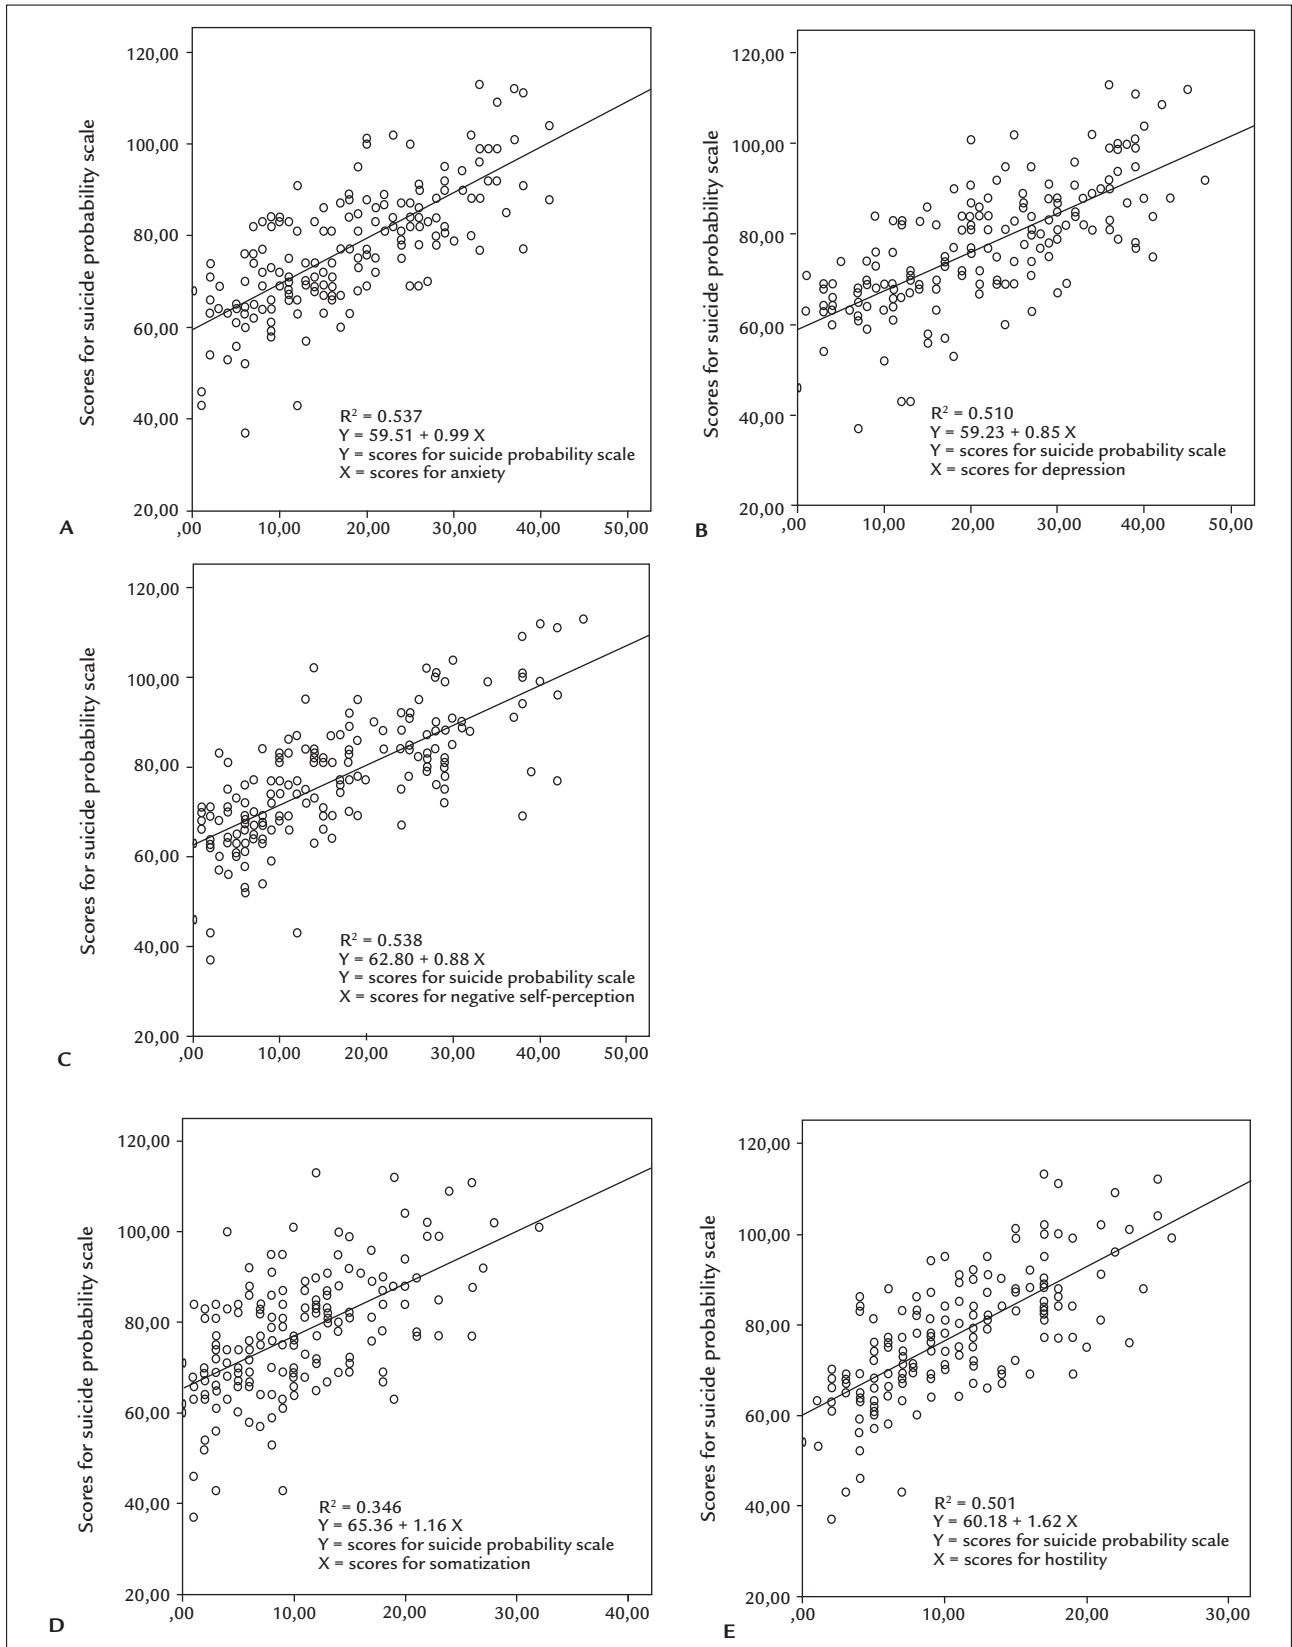 120,00
100,00
80,00
60,00
40,00
20,00
Scores for suicide probability scale
R² = 0.537
Y = 59.51 + 0.99 X
Y = scores for suicide probability scale
X = scores for anxiety
,00 10,00 20,00 30,00 40,00 50,00
A
120,00
100,00
80,00
60,00
40,00
20,00
Scores for suicide probability scale
R² = 0.510
Y = 59.23 + 0.85 X
Y = scores for suicide probability scale
X = scores for depression
,00 10,00 20,00 30,00 40,00 50,00
B
120,00
100,00
80,00
60,00
40,00
20,00
Scores for suicide probability scale
R² = 0.538
Y = 62.80 + 0.88 X
Y = scores for suicide probability scale
X = scores for negative self-perception
,00 10,00 20,00 30,00 40,00 50,00
C
120,00
100,00
80,00
60,00
40,00
20,00
Scores for suicide probability scale
R² = 0.346
Y = 65.36 + 1.16 X
Y = scores for suicide probability scale
X = scores for somatization
,00 10,00 20,00 30,00 40,00
D
120,00
100,00
80,00
60,00
40,00
20,00
Scores for suicide probability scale
R² = 0.501
Y = 60.18 + 1.62 X
Y = scores for suicide probability scale
X = scores for hostility
,00 10,00 20,00 30,00
E